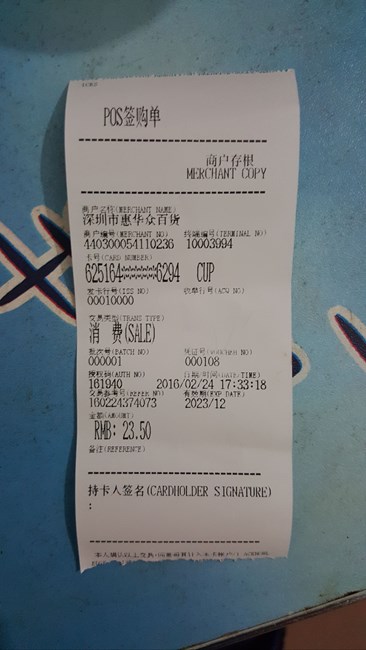 POS签购单
商户存根
MERCHANT COPY
商户名称(MERCHANT NAME)
深圳市惠华众百货
商户编号(MERCHANT NO) 终端编号(TERMINAL NO)
440300054110236 10003994
卡号(CARD NUMBER)
625164******6294 CUP
发卡行号(ISS NO) 收单行号(ACQ NO)
00010000
交易类型(TRANS TYPE)
消 费(SALE)
批次号(BATCH NO) 凭证号(VOUCHER NO)
000001 000108
授权码(AUTH NO) 日期/时间(DATE/TIME)
161940 2016/02/24 17:33:18
交易参考号(REFER NO) 有效期(EXP DATE)
160224374073 2023/12
金额(AMOUNT)
RMB: 23.50
备注(REFERENCE)
持卡人签名(CARDHOLDER SIGNATURE)
: